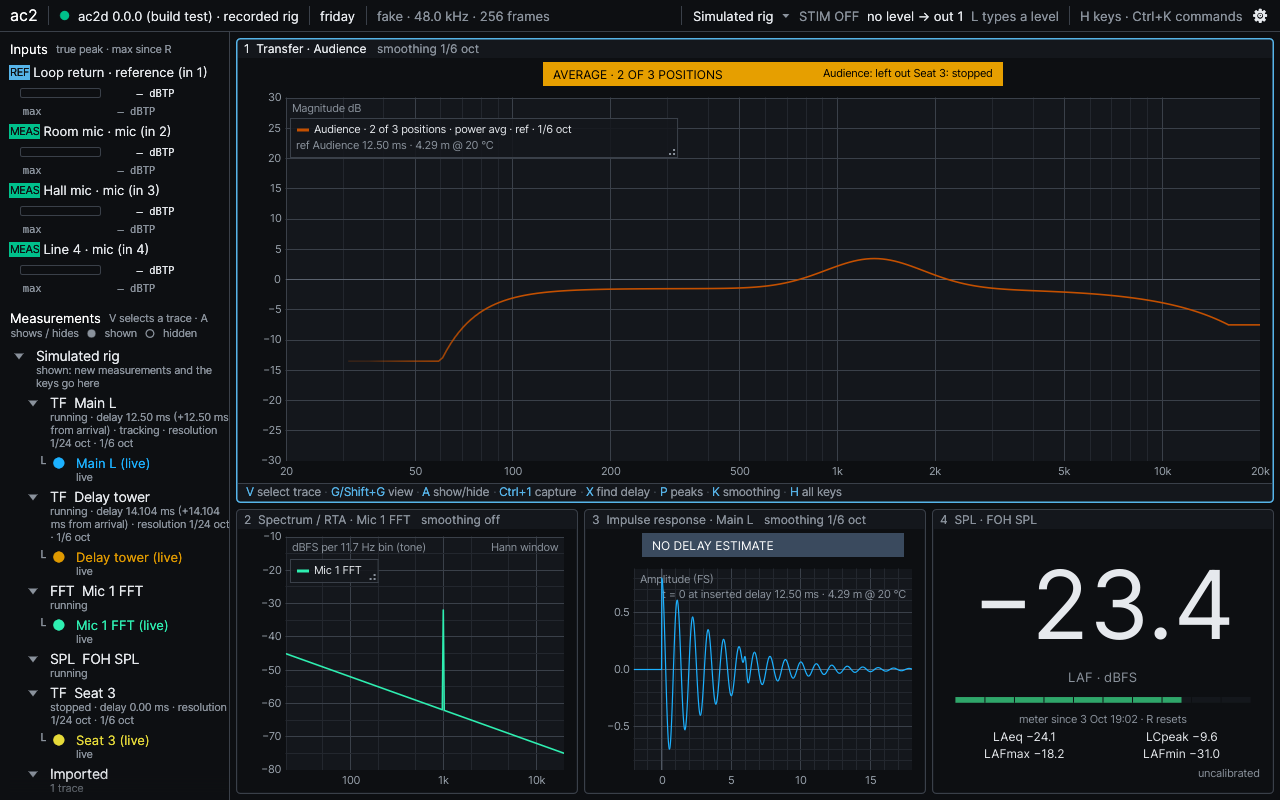 ac2 ac2d 0.0.0 (build test) · recorded rig friday fake · 48.0 kHz · 256 frames Simulated rig STIM OFF no level → out 1 L types a level H keys · Ctrl+K commands
Inputs true peak · max since R
REF Loop return · reference (in 1)
– dBTP
max – dBTP
MEAS Room mic · mic (in 2)
– dBTP
max – dBTP
MEAS Hall mic · mic (in 3)
– dBTP
max – dBTP
MEAS Line 4 · mic (in 4)
– dBTP
max – dBTP
Measurements V selects a trace · A
shows / hides shown hidden
Simulated rig
shown: new measurements and the
keys go here
TF Main L
running · delay 12.50 ms (+12.50 ms
from arrival) · tracking · resolution
1/24 oct · 1/6 oct
Main L (live)
live
TF Delay tower
running · delay 14.104 ms (+14.104
ms from arrival) · resolution 1/24 oct
· 1/6 oct
Delay tower (live)
live
FFT Mic 1 FFT
running
Mic 1 FFT (live)
live
SPL FOH SPL
running
TF Seat 3
stopped · delay 0.00 ms · resolution
1/24 oct · 1/6 oct
Seat 3 (live)
live
Imported
1 trace
1 Transfer · Audience smoothing 1/6 oct
AVERAGE · 2 OF 3 POSITIONS Audience: left out Seat 3: stopped
Magnitude dB
Audience · 2 of 3 positions · power avg · ref · 1/6 oct
ref Audience 12.50 ms · 4.29 m @ 20 °C
30
25
20
15
10
5
0
−5
−10
−15
−20
−25
−30
20 50 100 200 500 1k 2k 5k 10k 20k
V select trace · G/Shift+G view · A show/hide · Ctrl+1 capture · X find delay · P peaks · K smoothing · H all keys
2 Spectrum / RTA · Mic 1 FFT smoothing off
dBFS per 11.7 Hz bin (tone) Hann window
Mic 1 FFT
−10
−20
−30
−40
−50
−60
−70
−80
100 1k 10k
3 Impulse response · Main L smoothing 1/6 oct
NO DELAY ESTIMATE
Amplitude (FS)
t = 0 at inserted delay 12.50 ms · 4.29 m @ 20 °C
0.5
0.0
−0.5
0 5 10 15
4 SPL · FOH SPL
−23.4
LAF · dBFS
meter since 3 Oct 19:02 · R resets
LAeq −24.1 LCpeak −9.6
LAFmax −18.2 LAFmin −31.0
uncalibrated